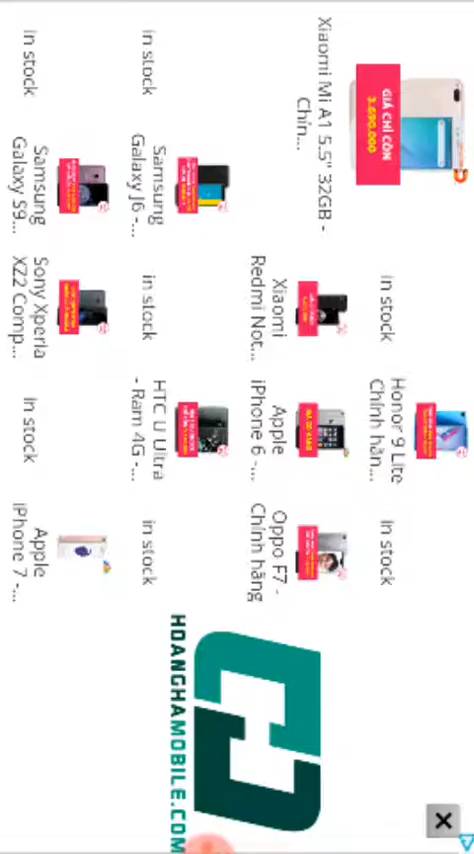 GIÁ CHỈ CÒN
3.690.000
Xiaomi Mi A1 5.5" 32GB -
Chín...
in stock
Honor 9 Lite
Chính hãn...
in stock
Xiaomi
Redmi Not...
Apple
iPhone 6 -...
Oppo F7 -
Chính hãng
in stock
Samsung
Galaxy J6 -...
in stock
HTC U Ultra
- Ram 4G -...
in stock
in stock
Samsung
Galaxy S9...
Sony Xperia
XZ2 Comp...
in stock
Apple
iPhone 7 -...
HOANGHAMOBILE.COM